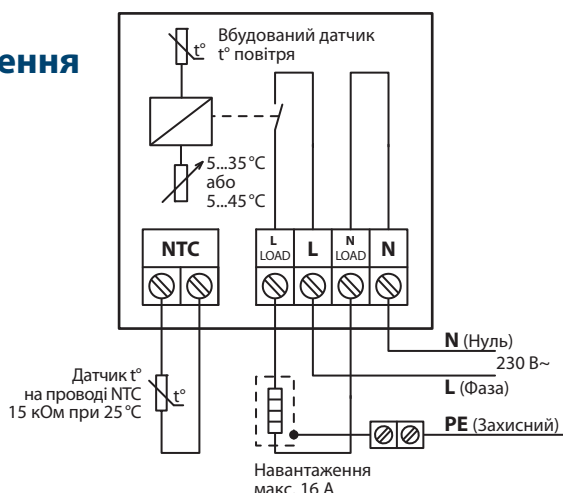 ення
Вбудований датчик
t° повітря
t°
5...35 °C
або
5...45 °C
NTC
L
LOAD
L
N
LOAD
N
N (Нуль)
230 В~
L (Фаза)
PE (Захисний)
Датчик t°
на проводі NTC
15 кОм при 25 °C
t°
Навантаження
макс. 16 А